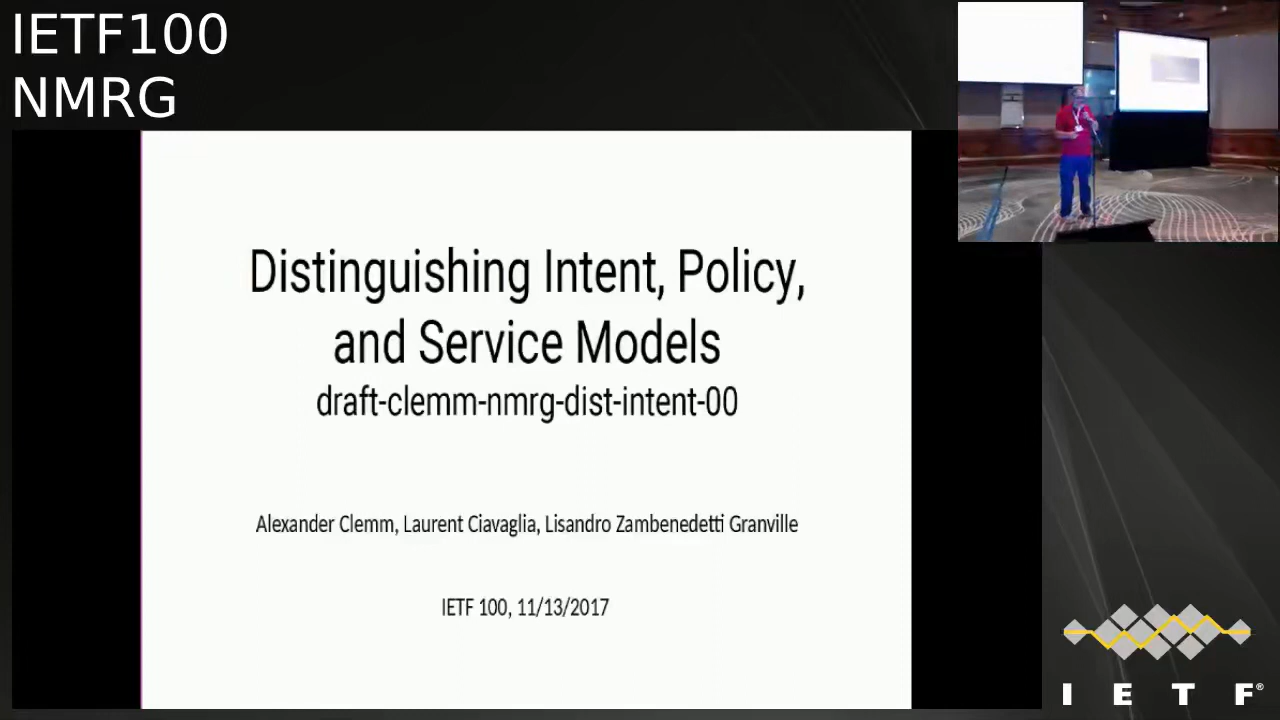 IETF100
NMRG
Distinguishing Intent, Policy,
and Service Models
draft-clemm-nmrg-dist-intent-00
Alexander Clemm, Laurent Ciavaglia, Lisandro Zambenedetti Granville
IETF 100, 11/13/2017
I E T F®